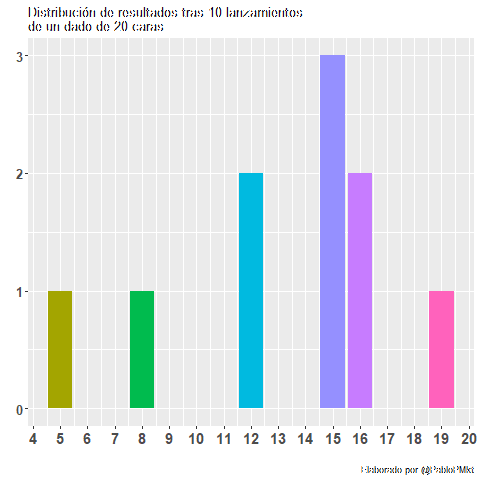 Distribución de resultados tras 10 lanzamientos
de un dado de 20 caras
3
2
1
0
4 5 6 7 8 9 10 11 12 13 14 15 16 17 18 19 20
Elaborado por @PabloPMkt